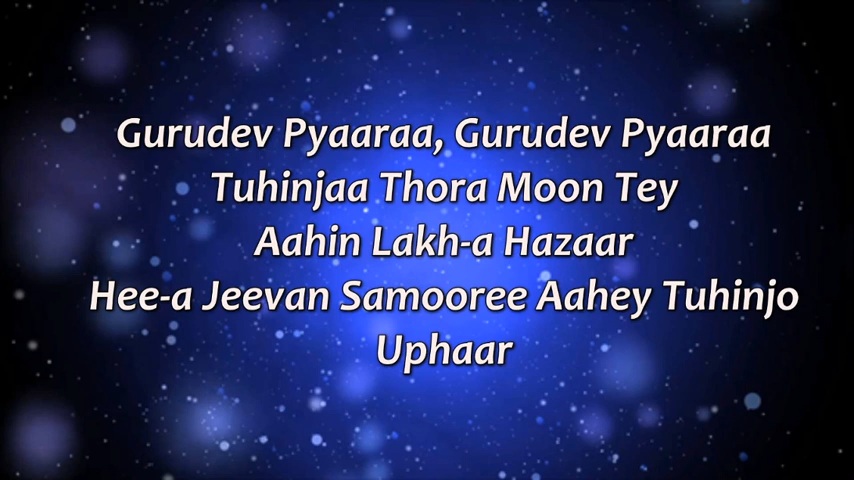 Gurudev Pyaaraa, Gurudev Pyaaraa
Tuhinjaa Thora Moon Tey
Aahin Lakh-a Hazaar
Hee-a Jeevan Samooree Aahey Tuhinjo
Uphaar